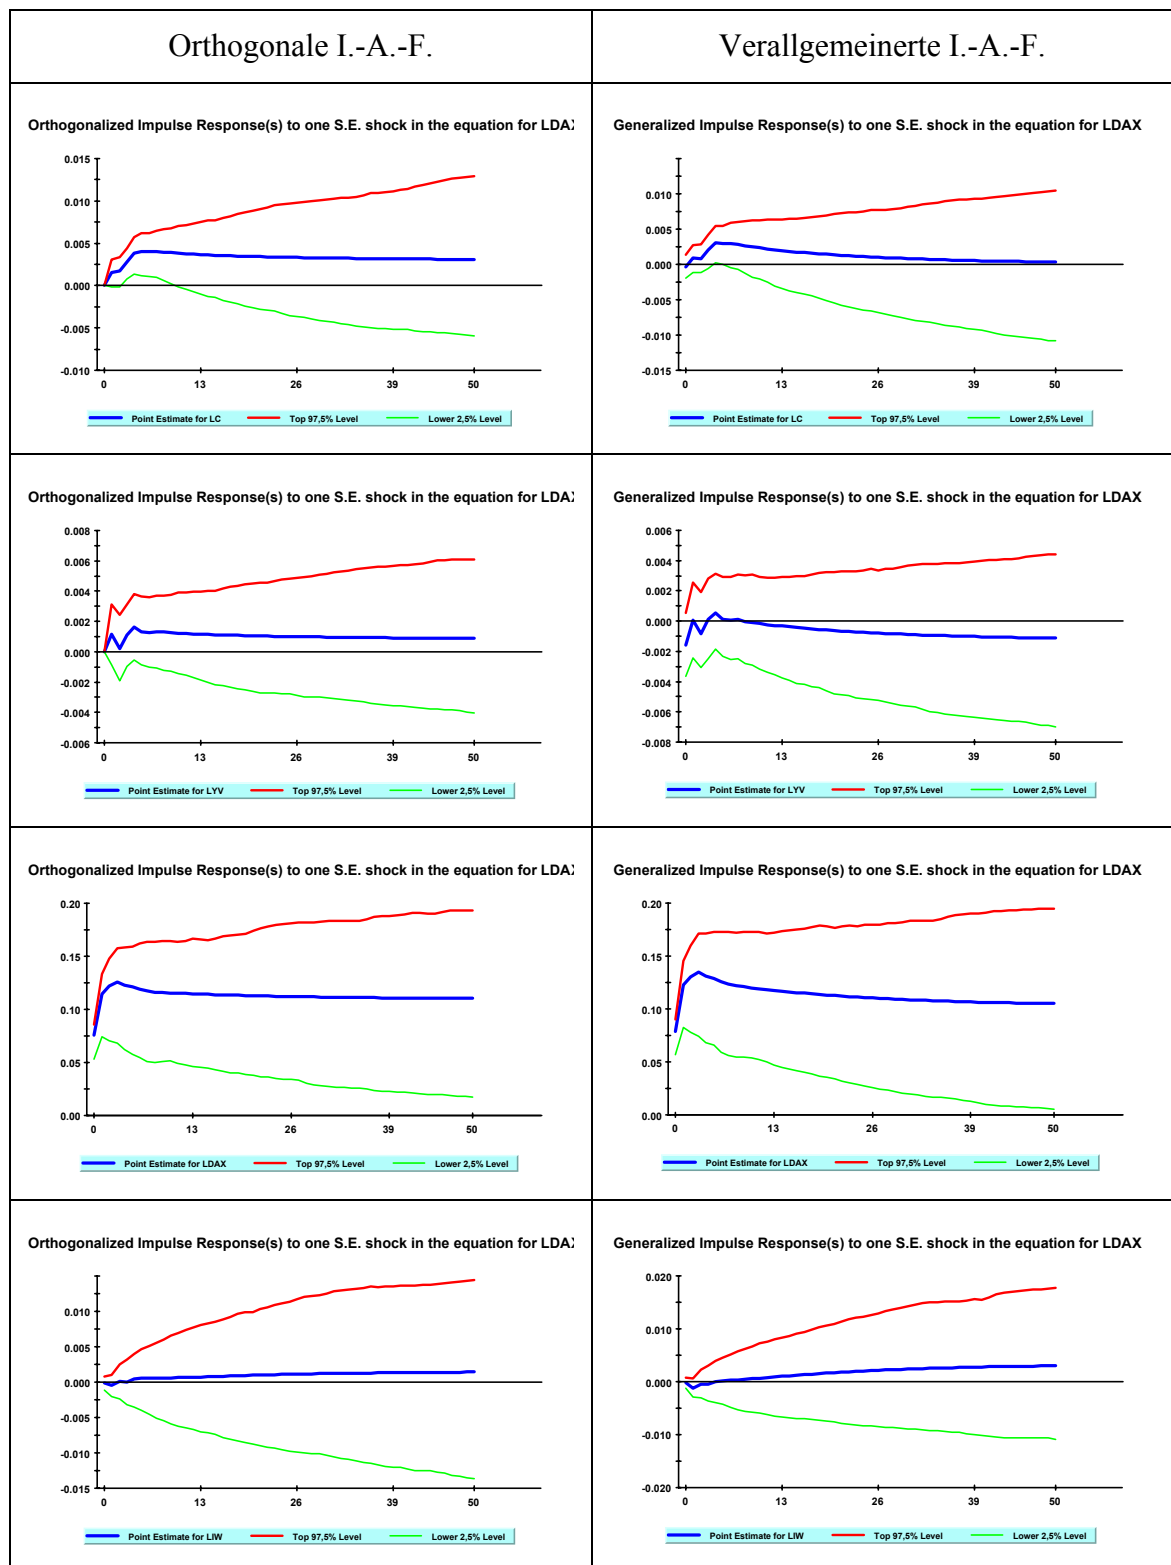 Orthogonale I.-A.-F.
Verallgemeinerte I.-A.-F.
Orthogonalized Impulse Response(s) to one S.E. shock in the equation for LDAX
0.015
0.010
0.005
0.000
-0.005
-0.010
0 13 26 39 50
Point Estimate for LC Top 97,5% Level Lower 2,5% Level
Generalized Impulse Response(s) to one S.E. shock in the equation for LDAX
0.010
0.005
0.000
-0.005
-0.010
-0.015
0 13 26 39 50
Point Estimate for LC Top 97,5% Level Lower 2,5% Level
Orthogonalized Impulse Response(s) to one S.E. shock in the equation for LDAX
0.008
0.006
0.004
0.002
0.000
-0.002
-0.004
-0.006
0 13 26 39 50
Point Estimate for LYV Top 97,5% Level Lower 2,5% Level
Generalized Impulse Response(s) to one S.E. shock in the equation for LDAX
0.006
0.004
0.002
0.000
-0.002
-0.004
-0.006
-0.008
0 13 26 39 50
Point Estimate for LYV Top 97,5% Level Lower 2,5% Level
Orthogonalized Impulse Response(s) to one S.E. shock in the equation for LDAX
0.20
0.15
0.10
0.05
0.00
0 13 26 39 50
Point Estimate for LDAX Top 97,5% Level Lower 2,5% Level
Generalized Impulse Response(s) to one S.E. shock in the equation for LDAX
0.20
0.15
0.10
0.05
0.00
0 13 26 39 50
Point Estimate for LDAX Top 97,5% Level Lower 2,5% Level
Orthogonalized Impulse Response(s) to one S.E. shock in the equation for LDAX
0.010
0.005
0.000
-0.005
-0.010
-0.015
0 13 26 39 50
Point Estimate for LIW Top 97,5% Level Lower 2,5% Level
Generalized Impulse Response(s) to one S.E. shock in the equation for LDAX
0.020
0.010
0.000
-0.010
-0.020
0 13 26 39 50
Point Estimate for LIW Top 97,5% Level Lower 2,5% Level